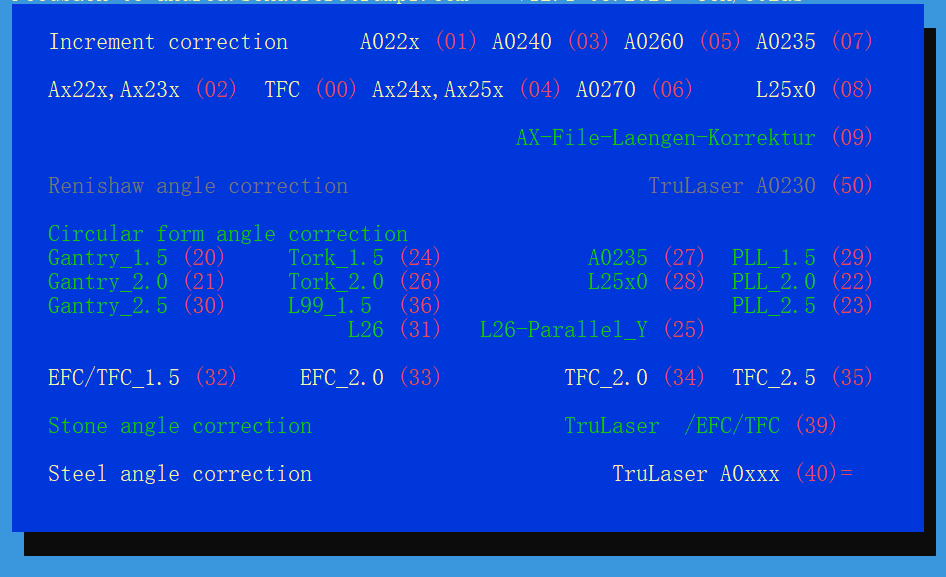 Increment correction A022x (01) A0240 (03) A0260 (05) A0235 (07)
Ax22x,Ax23x (02) TFC (00) Ax24x,Ax25x (04) A0270 (06) L25x0 (08)
AX-File-Laengen-Korrektur (09)
Renishaw angle correction TruLaser A0230 (50)
Circular form angle correction
Gantry_1.5 (20) Tork_1.5 (24) A0235 (27) PLL_1.5 (29)
Gantry_2.0 (21) Tork_2.0 (26) L25x0 (28) PLL_2.0 (22)
Gantry_2.5 (30) L99_1.5 (36) PLL_2.5 (23)
L26 (31) L26-Parallel_Y (25)
EFC/TFC_1.5 (32) EFC_2.0 (33) TFC_2.0 (34) TFC_2.5 (35)
Stone angle correction TruLaser /EFC/TFC (39)
Steel angle correction TruLaser A0xxx (40)=